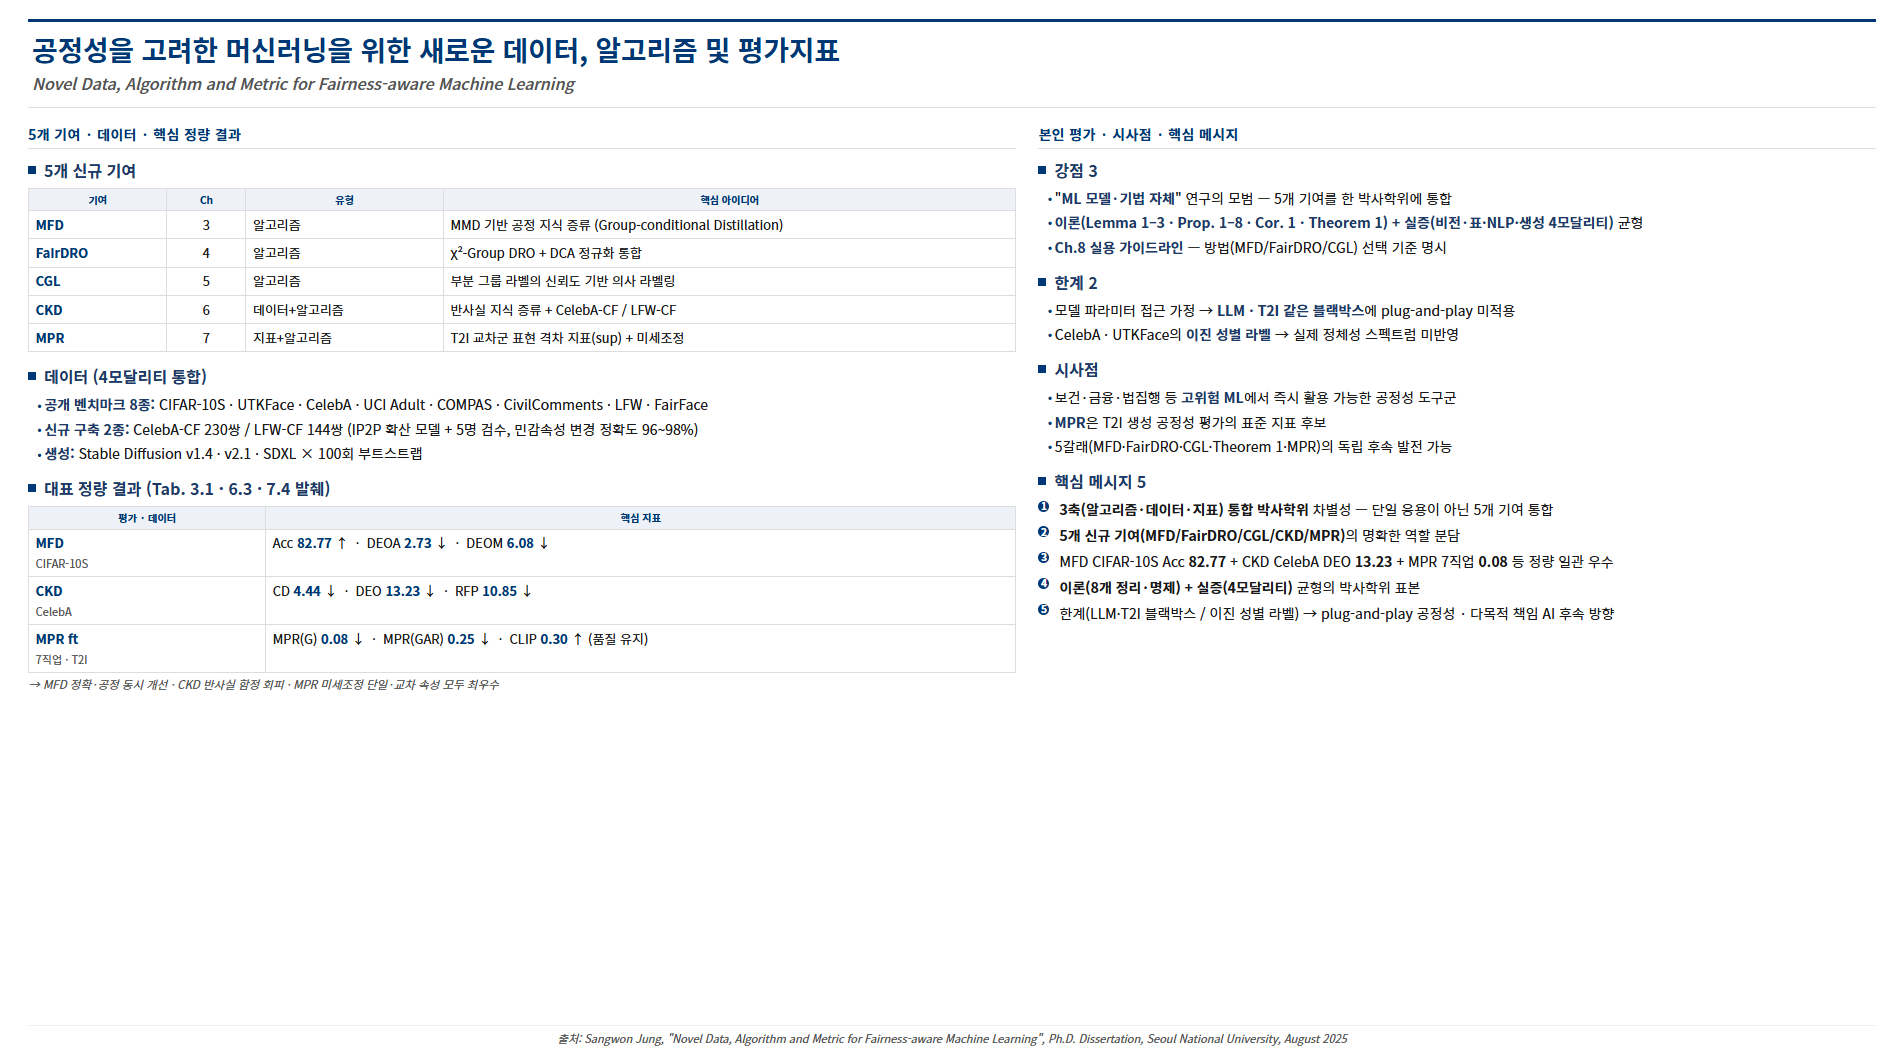 공정성을 고려한 머신러닝을 위한 새로운 데이터, 알고리즘 및 평가지표
Novel Data, Algorithm and Metric for Fairness-aware Machine Learning
5개 기여 · 데이터 · 핵심 정량 결과
5개 신규 기여
기여 Ch 유형 핵심 아이디어
MFD 3 알고리즘 MMD 기반 공정 지식 증류 (Group-conditional Distillation)
FairDRO 4 알고리즘 χ²-Group DRO + DCA 정규화 통합
CGL 5 알고리즘 부분 그룹 라벨의 신뢰도 기반 의사 라벨링
CKD 6 데이터+알고리즘 반사실 지식 증류 + CelebA-CF / LFW-CF
MPR 7 지표+알고리즘 T2I 교차군 표현 격차 지표(sup) + 미세조정
데이터 (4모달리티 통합)
• 공개 벤치마크 8종: CIFAR-10S · UTKFace · CelebA · UCI Adult · COMPAS · CivilComments · LFW · FairFace
• 신규 구축 2종: CelebA-CF 230쌍 / LFW-CF 144쌍 (IP2P 확산 모델 + 5명 검수, 민감속성 변경 정확도 96~98%)
• 생성: Stable Diffusion v1.4 · v2.1 · SDXL × 100회 부트스트랩
대표 정량 결과 (Tab. 3.1 · 6.3 · 7.4 발췌)
평가 · 데이터 핵심 지표
MFD Acc 82.77 ↑ · DEOA 2.73 ↓ · DEOM 6.08 ↓
CIFAR-10S
CKD CD 4.44 ↓ · DEO 13.23 ↓ · RFP 10.85 ↓
CelebA
MPR ft MPR(G) 0.08 ↓ · MPR(GAR) 0.25 ↓ · CLIP 0.30 ↑ (품질 유지)
7직업 · T2I
→ MFD 정확·공정 동시 개선 · CKD 반사실 함정 회피 · MPR 미세조정 단일·교차 속성 모두 최우수
본인 평가 · 시사점 · 핵심 메시지
강점 3
• "ML 모델·기법 자체" 연구의 모범 — 5개 기여를 한 박사학위에 통합
• 이론(Lemma 1–3 · Prop. 1–8 · Cor. 1 · Theorem 1) + 실증(비전·표·NLP·생성 4모달리티) 균형
• Ch.8 실용 가이드라인 — 방법(MFD/FairDRO/CGL) 선택 기준 명시
한계 2
• 모델 파라미터 접근 가정 → LLM · T2I 같은 블랙박스에 plug-and-play 미적용
• CelebA · UTKFace의 이진 성별 라벨 → 실제 정체성 스펙트럼 미반영
시사점
• 보건·금융·법집행 등 고위험 ML에서 즉시 활용 가능한 공정성 도구군
• MPR은 T2I 생성 공정성 평가의 표준 지표 후보
• 5갈래(MFD·FairDRO·CGL·Theorem 1·MPR)의 독립 후속 발전 가능
핵심 메시지 5
❶ 3축(알고리즘·데이터·지표) 통합 박사학위 차별성 — 단일 응용이 아닌 5개 기여 통합
❷ 5개 신규 기여(MFD/FairDRO/CGL/CKD/MPR)의 명확한 역할 분담
❸ MFD CIFAR-10S Acc 82.77 + CKD CelebA DEO 13.23 + MPR 7직업 0.08 등 정량 일관 우수
❹ 이론(8개 정리·명제) + 실증(4모달리티) 균형의 박사학위 표본
❺ 한계(LLM·T2I 블랙박스 / 이진 성별 라벨) → plug-and-play 공정성 · 다목적 책임 AI 후속 방향
출처: Sangwon Jung, "Novel Data, Algorithm and Metric for Fairness-aware Machine Learning", Ph.D. Dissertation, Seoul National University, August 2025